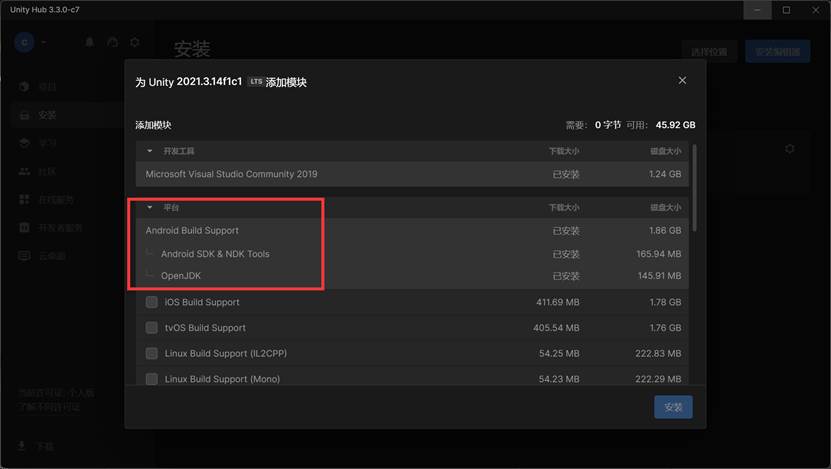 Unity Hub 3.3.0-c7
C
安装
选择位置 安装编辑器
项目
安装
学习
社区
在线服务
开发者服务
云桌面
当前许可证: 个人版
了解不同许可证
下载
为 Unity 2021.3.14f1c1 LTS 添加模块
添加模块 需要： 0 字节 可用： 45.92 GB
开发工具 下载大小 磁盘大小
Microsoft Visual Studio Community 2019 已安装 1.24 GB
平台 下载大小 磁盘大小
Android Build Support 已安装 1.86 GB
Android SDK & NDK Tools 已安装 165.94 MB
OpenJDK 已安装 145.91 MB
iOS Build Support 411.69 MB 1.78 GB
tvOS Build Support 405.54 MB 1.76 GB
Linux Build Support (IL2CPP) 54.25 MB 222.83 MB
Linux Build Support (Mono) 54.23 MB 222.29 MB
安装